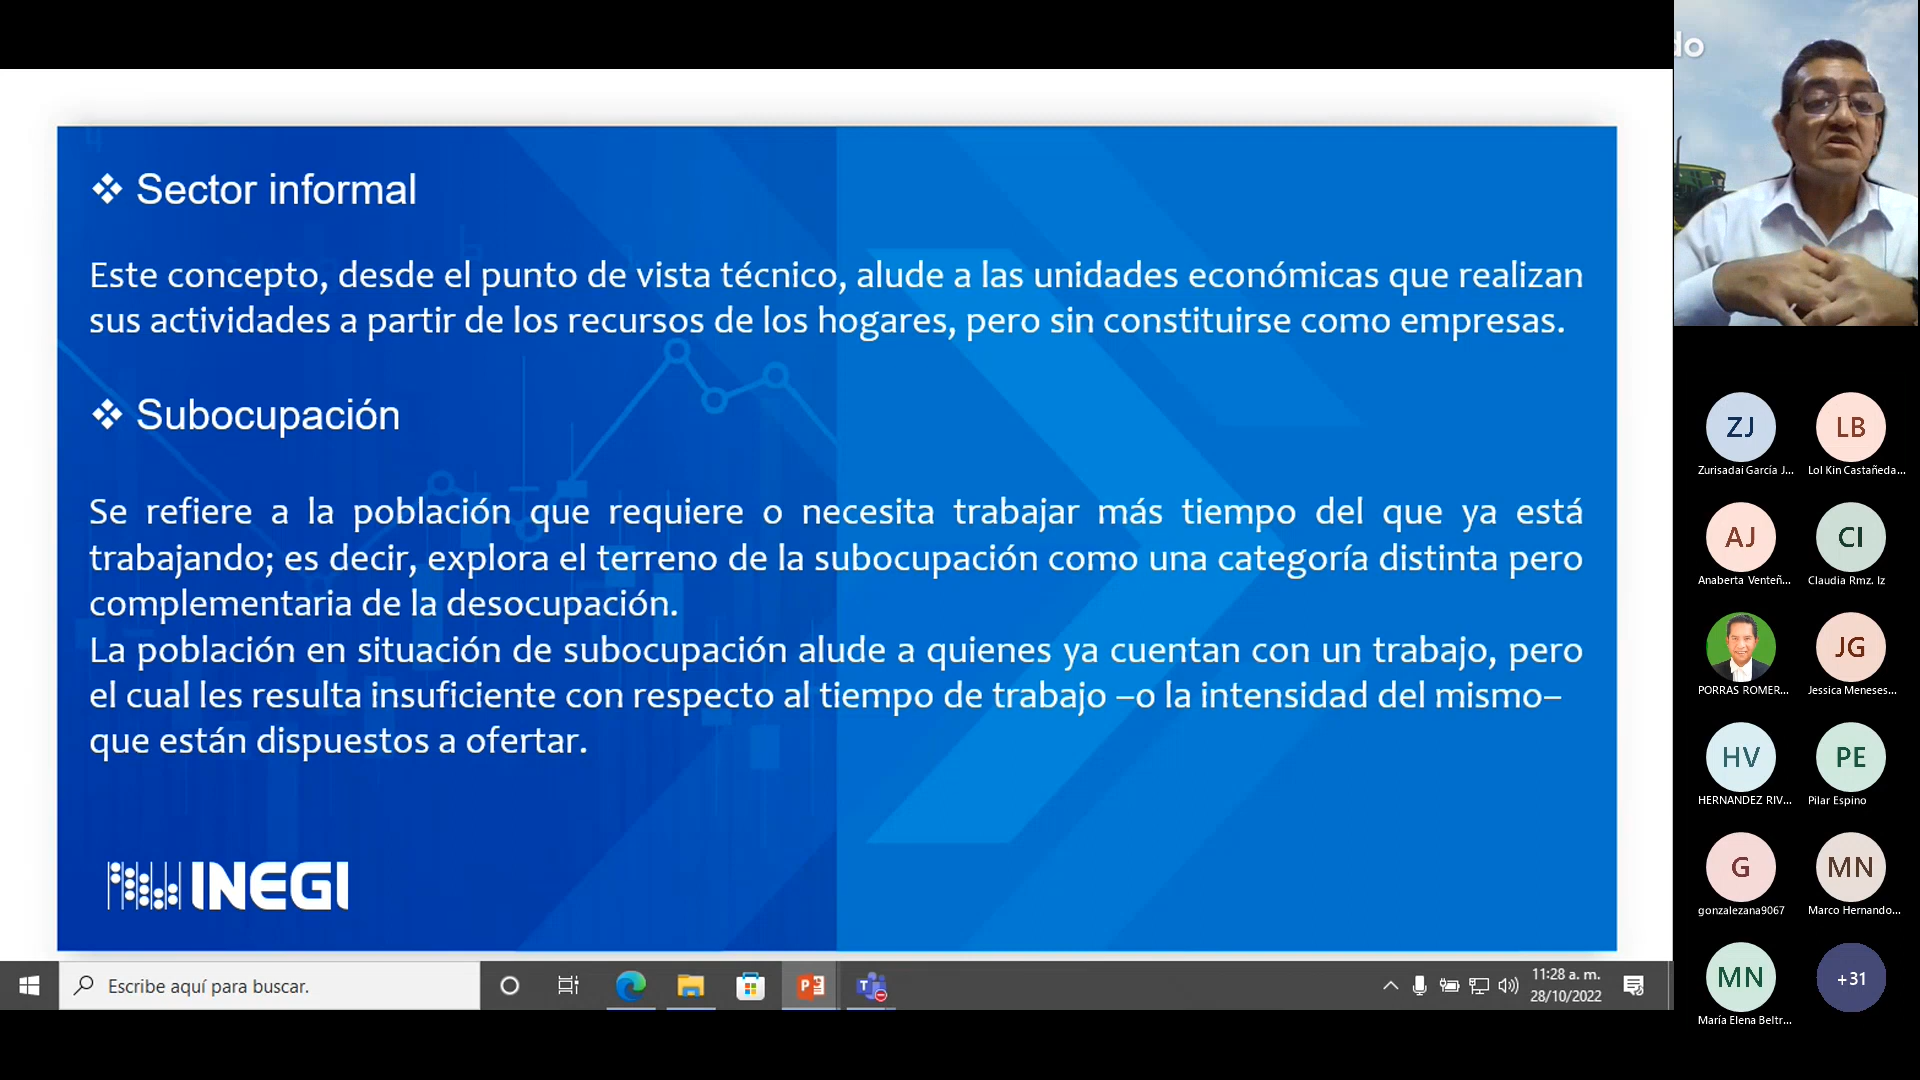 ❖ Sector informal
Este concepto, desde el punto de vista técnico, alude a las unidades económicas que realizan
sus actividades a partir de los recursos de los hogares, pero sin constituirse como empresas.
❖ Subocupación
Se refiere a la población que requiere o necesita trabajar más tiempo del que ya está
trabajando; es decir, explora el terreno de la subocupación como una categoría distinta pero
complementaria de la desocupación.
La población en situación de subocupación alude a quienes ya cuentan con un trabajo, pero
el cual les resulta insuficiente con respecto al tiempo de trabajo –o la intensidad del mismo–
que están dispuestos a ofertar.
INEGI
Escribe aquí para buscar.
11:28 a. m.
28/10/2022
do
ZJ
Zurisadai García J...
LB
Lol Kin Castañeda...
AJ
Anaberta Venteñ...
CI
Claudia Rmz. Iz
PORRAS ROMER...
JG
Jessica Meneses...
HV
HERNANDEZ RIV...
PE
Pilar Espino
G
gonzalezana9067
MN
Marco Hernando...
MN
María Elena Beltr...
+31